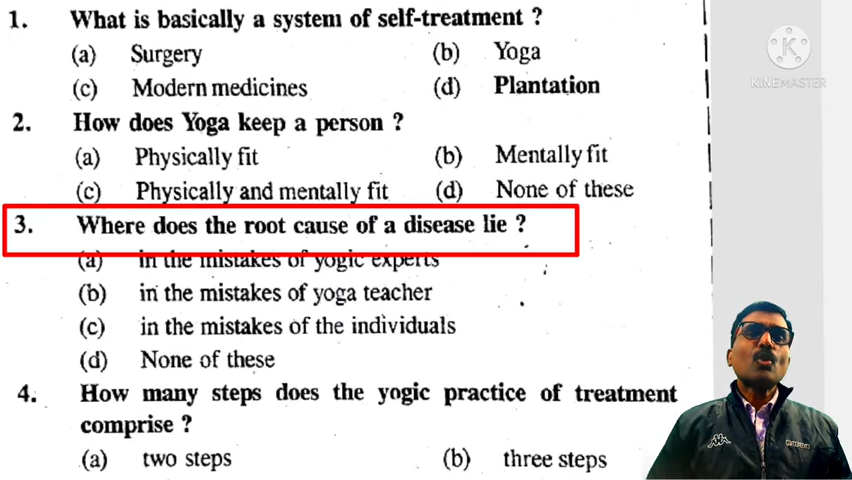 1. What is basically a system of self-treatment ?
(a) Surgery (b) Yoga
(c) Modern medicines (d) Plantation
2. How does Yoga keep a person ?
(a) Physically fit (b) Mentally fit
(c) Physically and mentally fit (d) None of these
3. Where does the root cause of a disease lie ?
(a) in the mistakes of yogic experts
(b) in the mistakes of yoga teacher
(c) in the mistakes of the individuals
(d) None of these
4. How many steps does the yogic practice of treatment
comprise ?
(a) two steps (b) three steps
K
KINEMASTER
Kappa